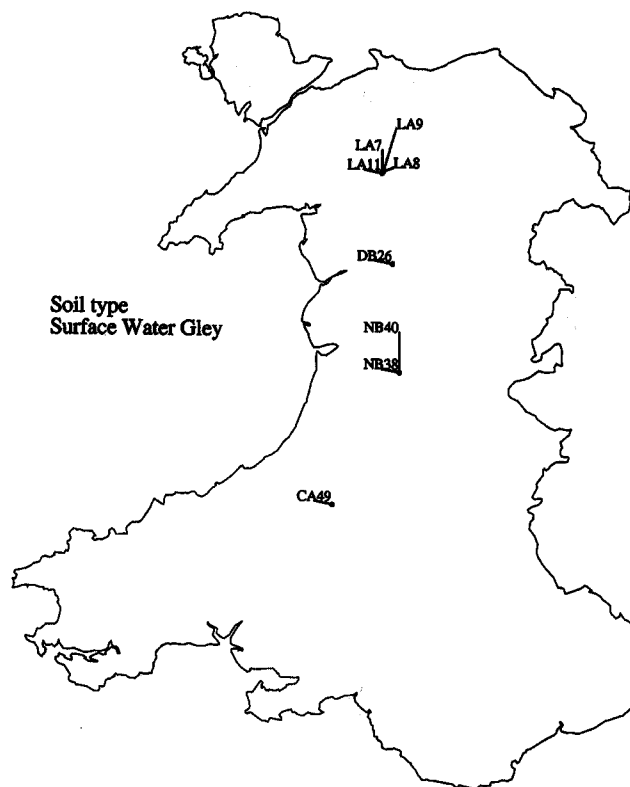 LA9
LA7
LA11 LA8
DB26
Soil type
Surface Water Gley
NB40
NB38
CA49